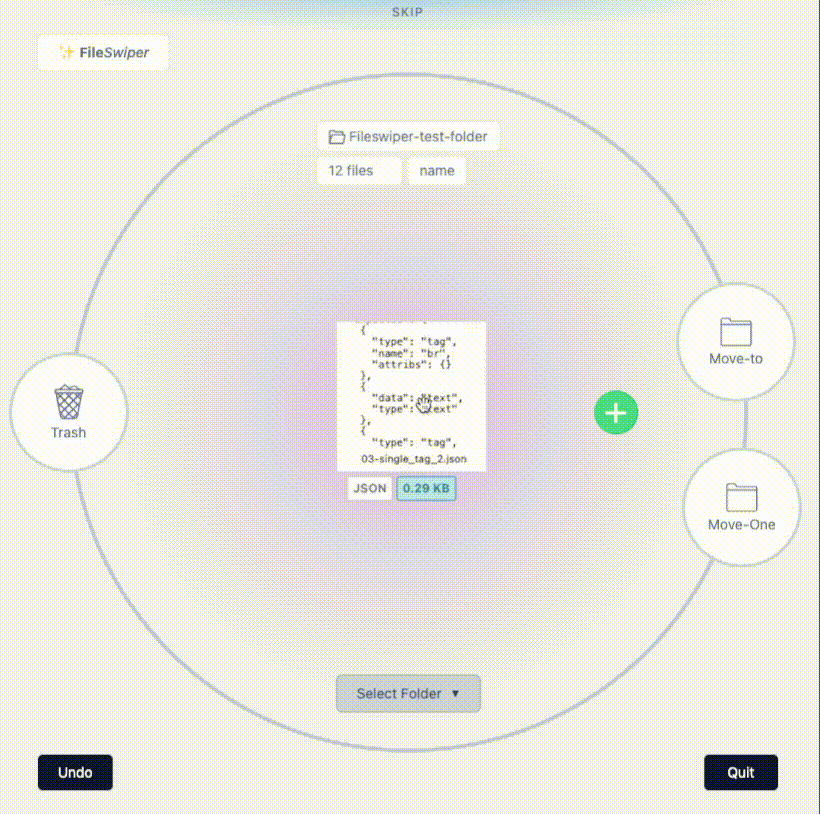 SKIP
✨ FileSwiper
Fileswiper-test-folder
12 files
name
{
"type": "tag",
"name": "br",
"attribs": {}
},
{
"data": "text",
"type": "text"
},
{
"type": "tag",
03-single_tag_2.json
JSON
0.29 KB
Trash
Move-to
Move-One
Select Folder ▼
Undo
Quit